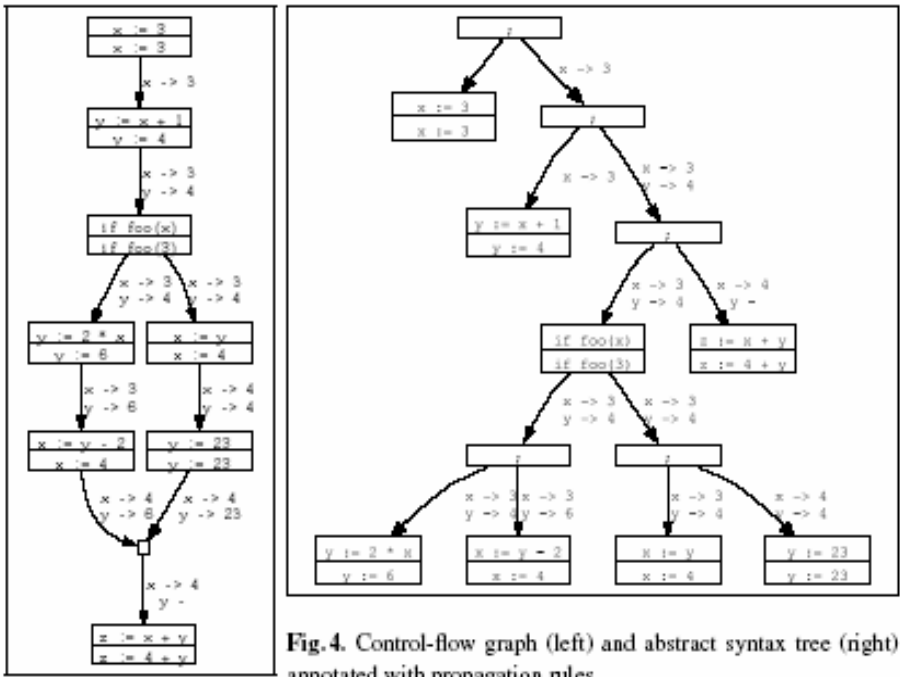 x := 3
x := 3
x -> 3
y := x + 1
y := 4
x -> 3
y -> 4
if foo(x)
if foo(3)
x -> 3 x -> 3
y -> 4 y -> 4
y := 2 * x x := y
y := 6 x := 4
x -> 3 x -> 4
y -> 6 y -> 4
x := y - 2 y := 23
x := 4 y := 23
x -> 4 x -> 4
y -> 6 y -> 23
x -> 4
y -
z := x + y
z := 4 + y
;
x -> 3
x := 3
x := 3
;
x -> 3
x -> 3
y -> 4
y := x + 1
y := 4
;
x -> 3 x -> 4
y -> 4 y -
if foo(x) z := x + y
if foo(3) z := 4 + y
x -> 3 x -> 3
y -> 4 y -> 4
; ;
x -> 3 x -> 3 x -> 3 x -> 4
y -> 4 y -> 6 y -> 4 y -> 4
y := 2 * x x := y - 2 x := y y := 23
y := 6 x := 4 x := 4 y := 23
Fig. 4. Control-flow graph (left) and abstract syntax tree (right)
annotated with propagation rules